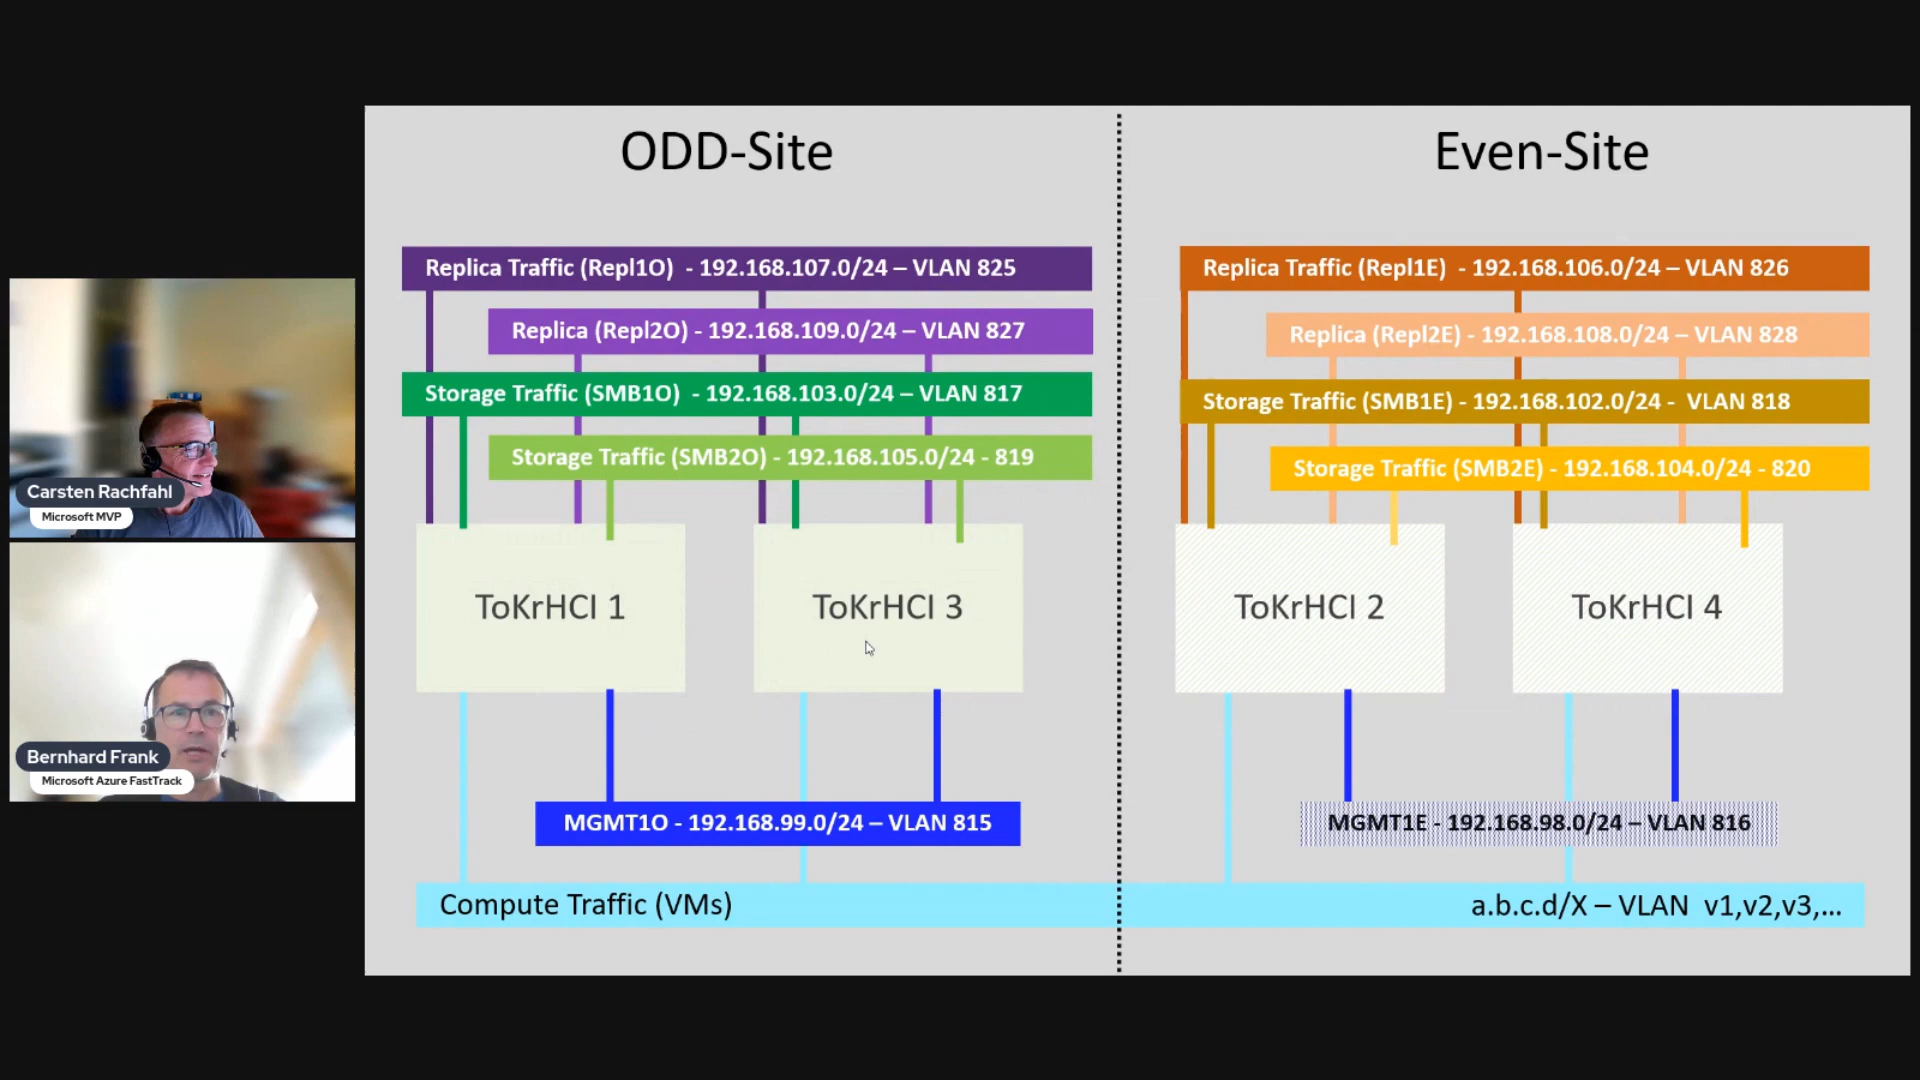 ODD-Site
Even-Site
Replica Traffic (Repl1O) - 192.168.107.0/24 – VLAN 825
Replica (Repl2O) - 192.168.109.0/24 – VLAN 827
Storage Traffic (SMB1O) - 192.168.103.0/24 – VLAN 817
Storage Traffic (SMB2O) - 192.168.105.0/24 - 819
Replica Traffic (Repl1E) - 192.168.106.0/24 – VLAN 826
Replica (Repl2E) - 192.168.108.0/24 – VLAN 828
Storage Traffic (SMB1E) - 192.168.102.0/24 - VLAN 818
Storage Traffic (SMB2E) - 192.168.104.0/24 - 820
ToKrHCI 1
ToKrHCI 3
ToKrHCI 2
ToKrHCI 4
MGMT1O - 192.168.99.0/24 – VLAN 815
MGMT1E - 192.168.98.0/24 – VLAN 816
Compute Traffic (VMs)
a.b.c.d/X – VLAN v1,v2,v3,...
Carsten Rachfahl
Microsoft MVP
Bernhard Frank
Microsoft Azure FastTrack